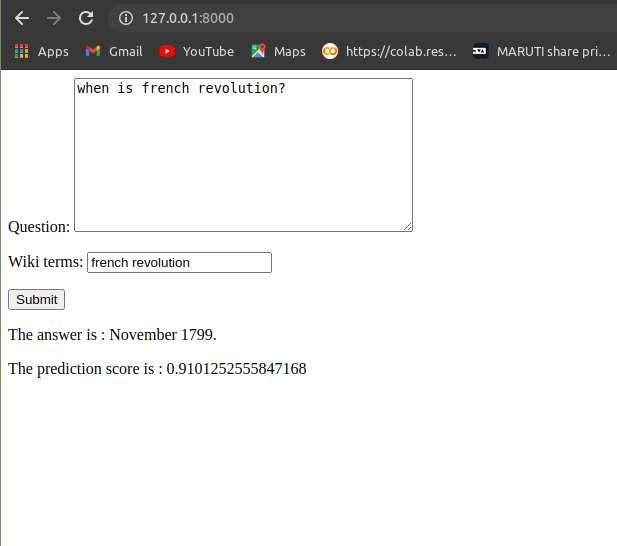 127.0.0.1:8000
Apps Gmail YouTube Maps https://colab.res... MARUTI share pri...
when is french revolution?
Question:
Wiki terms: french revolution
Submit
The answer is : November 1799.
The prediction score is : 0.9101252555847168